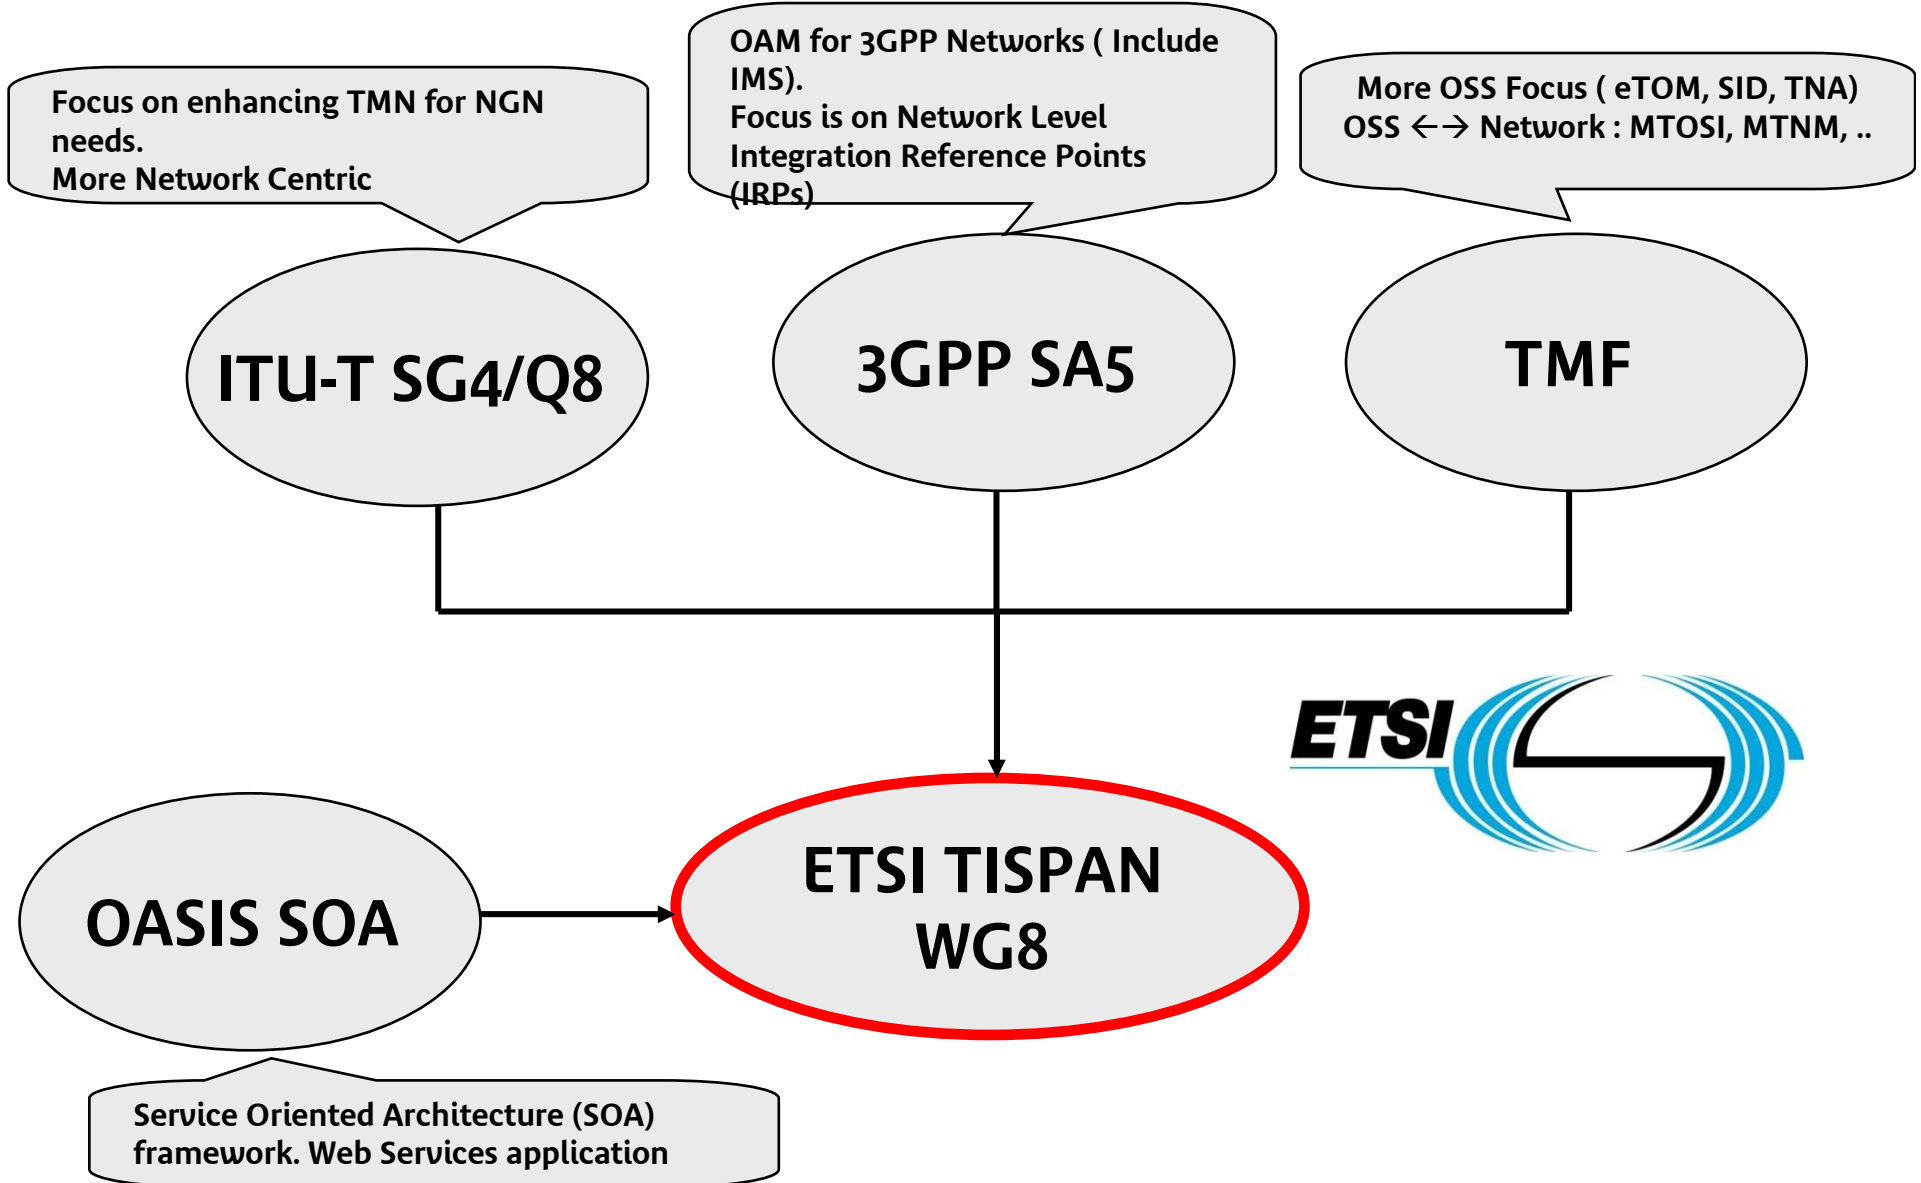 Focus on enhancing TMN for NGN
needs.
More Network Centric
OAM for 3GPP Networks ( Include
IMS).
Focus is on Network Level
Integration Reference Points
(IRPs)
More OSS Focus ( eTOM, SID, TNA)
OSS ←→ Network : MTOSI, MTNM, ..
ITU-T SG4/Q8
3GPP SA5
TMF
ETSI
OASIS SOA
ETSI TISPAN
WG8
Service Oriented Architecture (SOA)
framework. Web Services application